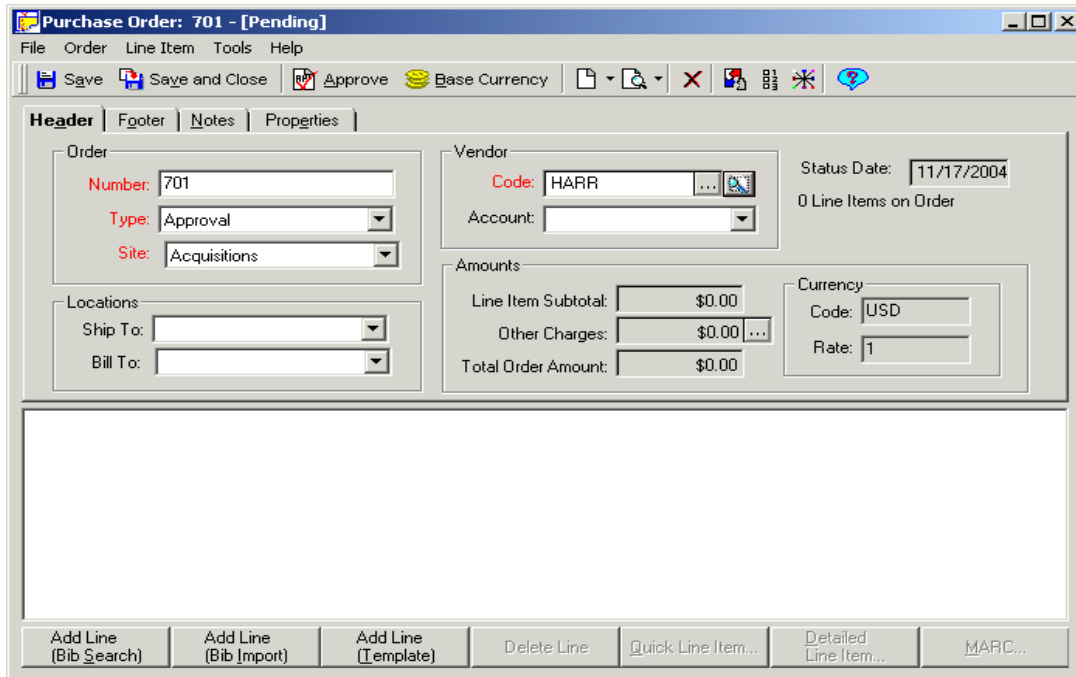 Purchase Order: 701 - [Pending]
File Order Line Item Tools Help
Save Save and Close Approve Base Currency
Header Footer Notes Properties
Order
Number: 701
Type: Approval
Site: Acquisitions
Locations
Ship To:
Bill To:
Vendor
Code: HARR ...
Account:
Status Date: 11/17/2004
0 Line Items on Order
Amounts
Line Item Subtotal: $0.00
Other Charges: $0.00 ...
Total Order Amount: $0.00
Currency
Code: USD
Rate: 1
Add Line
(Bib Search)
Add Line
(Bib Import)
Add Line
(Template)
Delete Line
Quick Line Item...
Detailed
Line Item...
MARC...